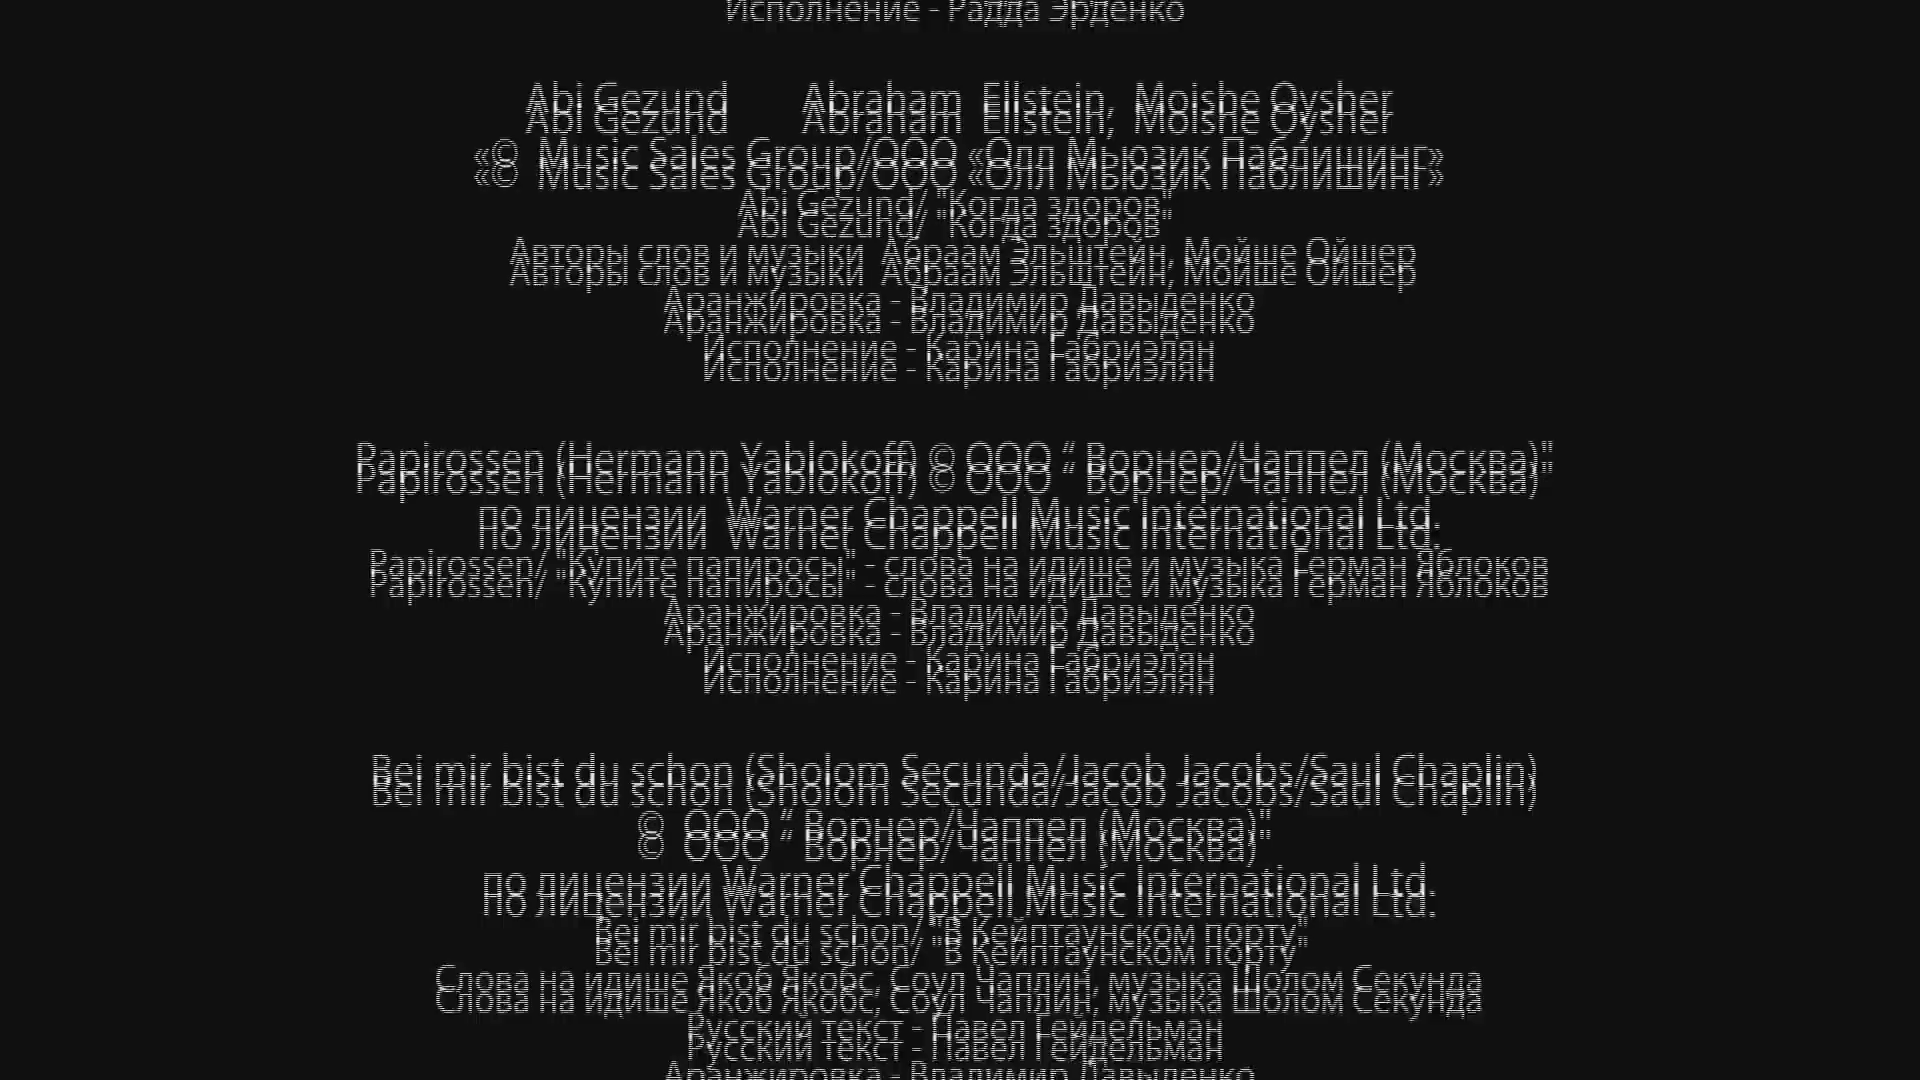 Исполнение - Радда Эрденко
Abi Gezund Abraham Ellstein, Moishe Oysher
«© Music Sales Group/ООО «Олл Мьюзик Паблишинг»
Abi Gezund/ "Когда здоров"
Авторы слов и музыки Абраам Эльштейн, Мойше Ойшер
Аранжировка - Владимир Давыденко
Исполнение - Карина Габриэлян
Papirossen (Hermann Yablokoff) © ООО “ Ворнер/Чаппел (Москва)"
по лицензии Warner Chappell Music International Ltd.
Papirossen/ "Купите папиросы" - слова на идише и музыка Герман Яблоков
Аранжировка - Владимир Давыденко
Исполнение - Карина Габриэлян
Bei mir bist du schon (Sholom Secunda/Jacob Jacobs/Saul Chaplin)
© ООО “ Ворнер/Чаппел (Москва)"
по лицензии Warner Chappell Music International Ltd.
Bei mir bist du schon/ "В Кейптаунском порту"
Слова на идише Якоб Якобс, Соул Чаплин, музыка Шолом Секунда
Русский текст - Павел Гейдельман
Аранжировка - Владимир Давыденко